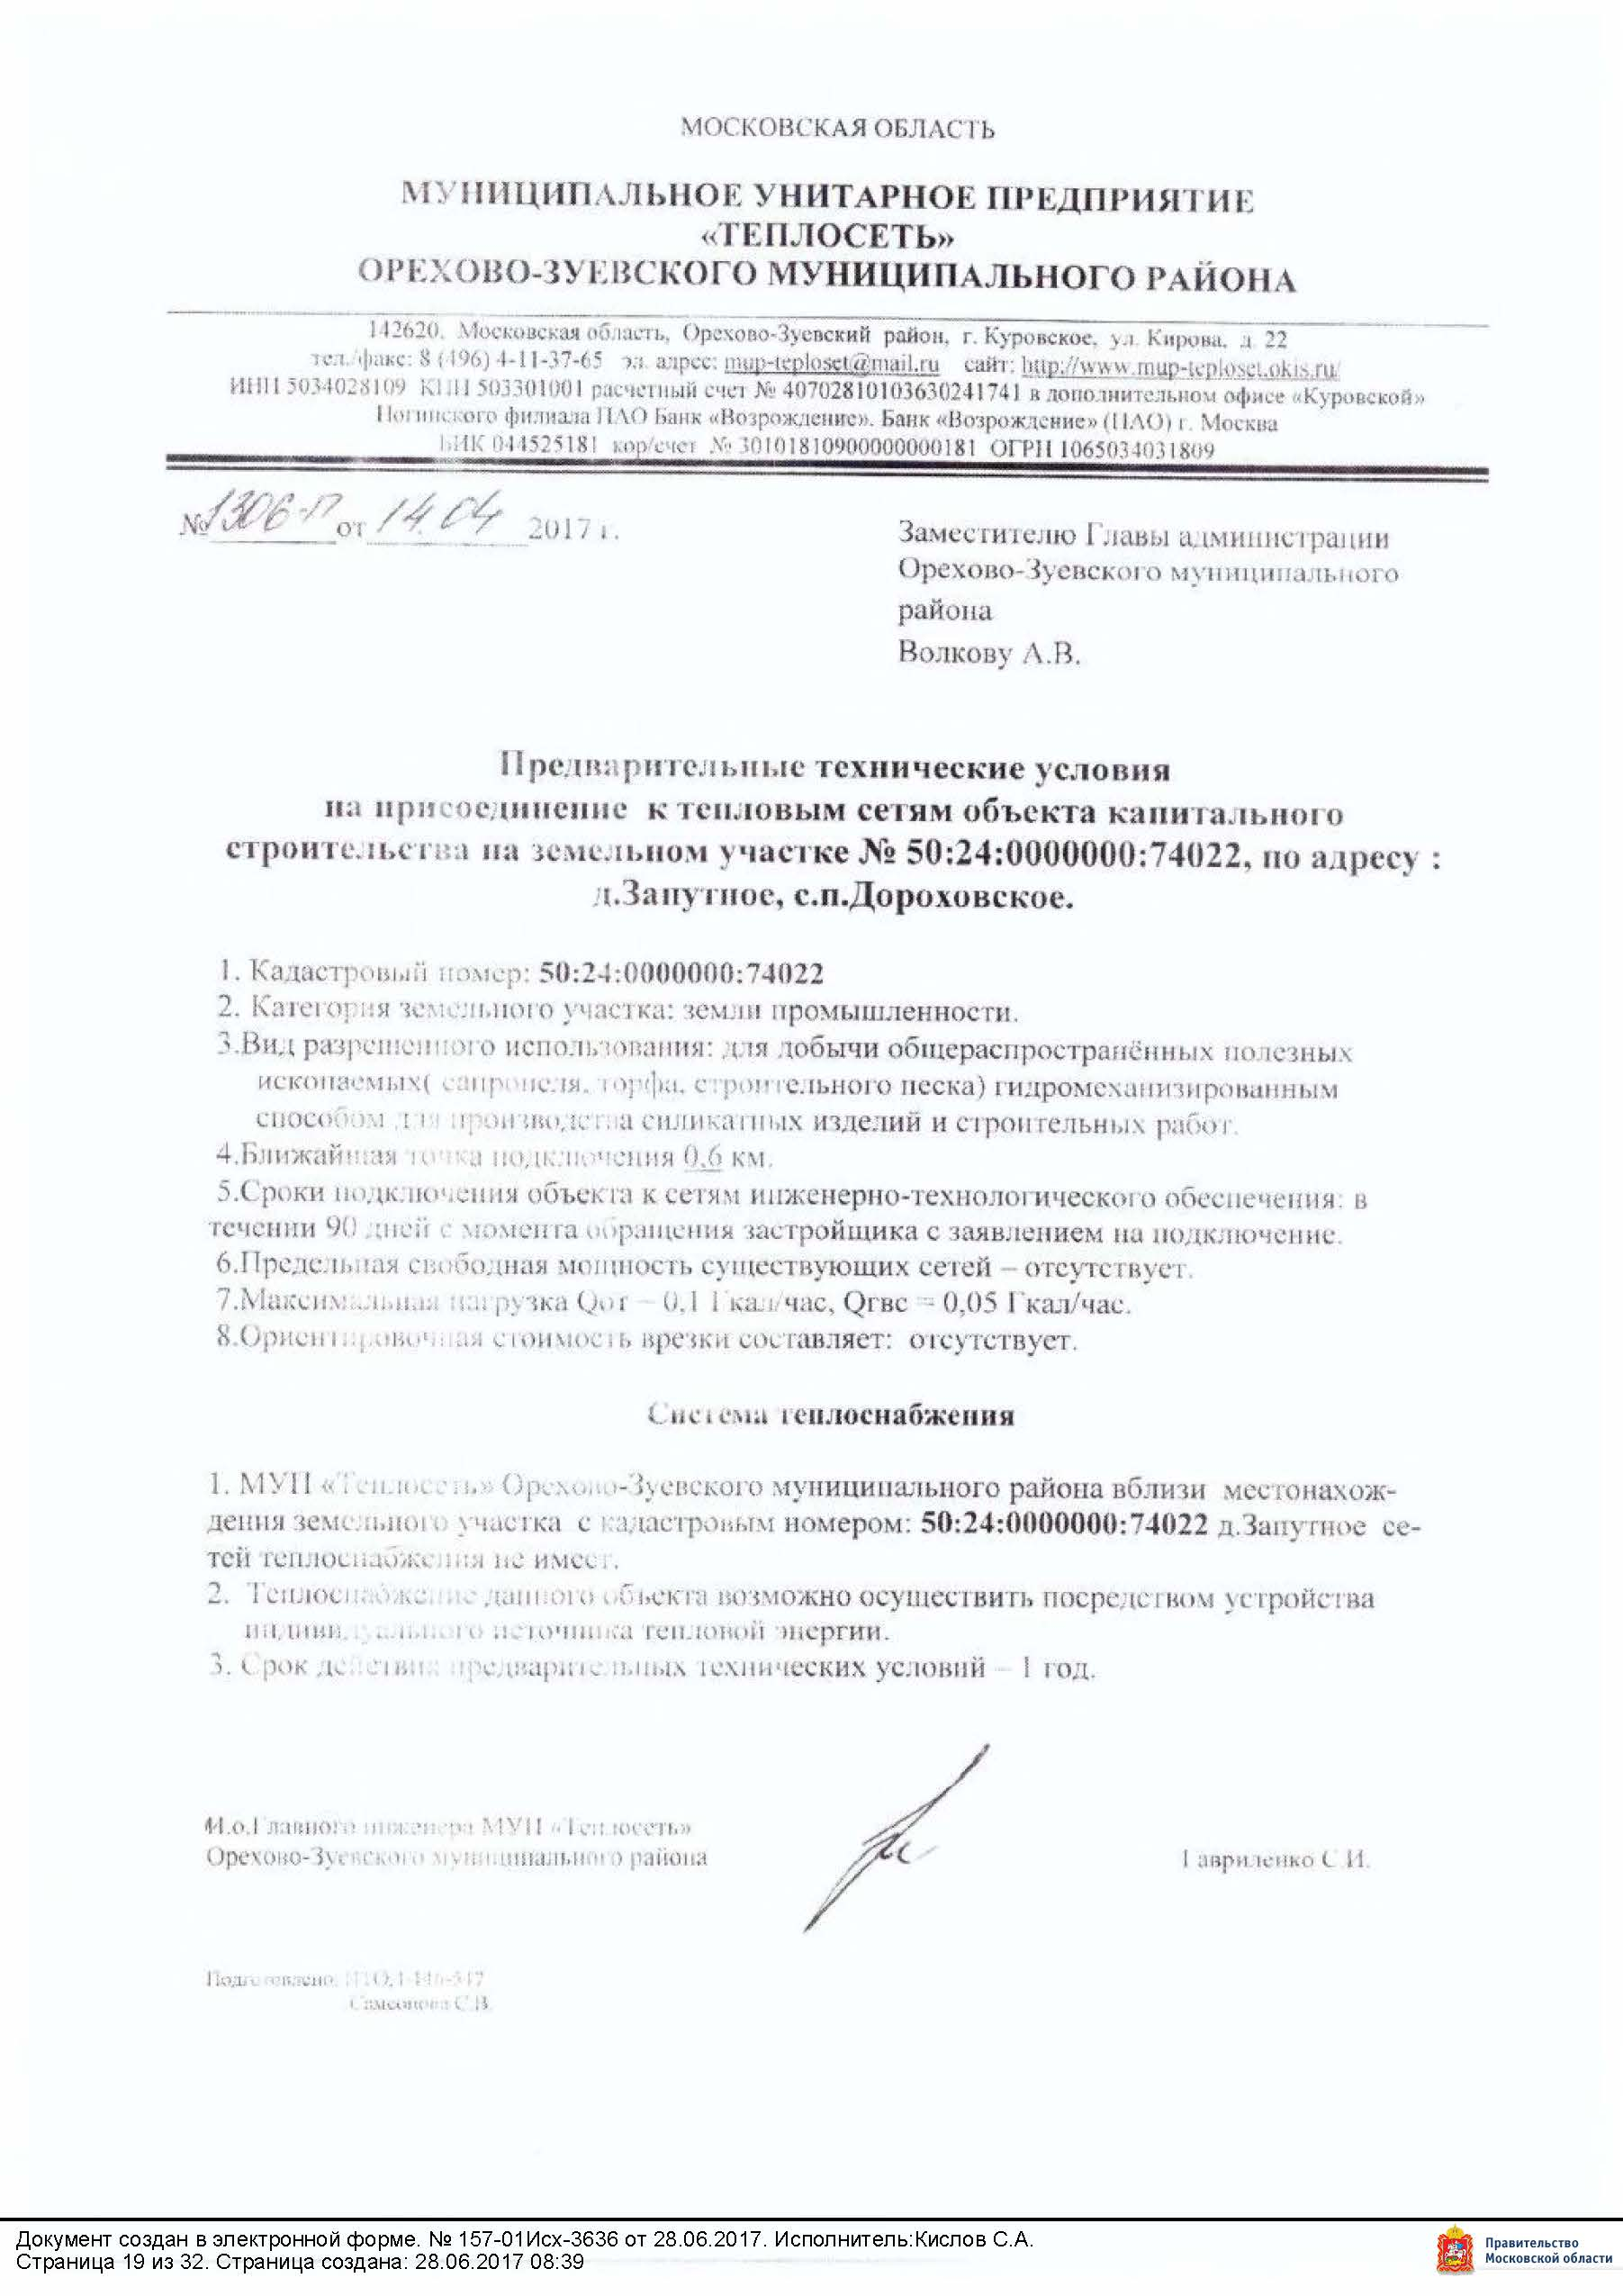 МОСКОВСКАЯ ОБЛАСТЬ
МУНИЦИПАЛЬНОЕ УНИТАРНОЕ ПРЕДПРИЯТИЕ
«ТЕПЛОСЕТЬ»
ОРЕХОВО-ЗУЕВСКОГО МУНИЦИПАЛЬНОГО РАЙОНА
142620, Московская область, Орехово-Зуевский район, г. Куровское, ул. Кирова, д. 22
тел./факс: 8 (496) 4-11-37-65 эл. адрес: mup-teploset@mail.ru сайт: http://www.mup-teploset.okis.ru/
ИНН 5034028109 КПП 503301001 расчетный счет № 40702810103630241741 в дополнительном офисе «Куровской»
Ногинского филиала ПАО Банк «Возрождение». Банк «Возрождение» (ПАО) г. Москва
БИК 044525181 кор/счет № 30101810900000000181 ОГРН 1065034031809
№ 1306-П от 14.04 2017 г.
Заместителю Главы администрации
Орехово-Зуевского муниципального
района
Волкову А.В.
Предварительные технические условия
на присоединение к тепловым сетям объекта капитального
строительства на земельном участке № 50:24:0000000:74022, по адресу :
д.Запутное, с.п.Дороховское.
1. Кадастровый номер: 50:24:0000000:74022
2. Категория земельного участка: земли промышленности.
3.Вид разрешенного использования: для добычи общераспространённых полезных
ископаемых( сапропеля, торфа, строительного песка) гидромеханизированным
способом для производства силикатных изделий и строительных работ.
4.Ближайшая точка подключения 0,6 км.
5.Сроки подключения объекта к сетям инженерно-технологического обеспечения: в
течении 90 дней с момента обращения застройщика с заявлением на подключение.
6.Предельная свободная мощность существующих сетей – отсутствует.
7.Максимальная нагрузка Qот – 0,1 Гкал/час, Qгвс = 0,05 Гкал/час.
8.Ориентировочная стоимость врезки составляет: отсутствует.
Система теплоснабжения
1. МУП «Теплосеть» Орехово-Зуевского муниципального района вблизи местонахож-
дения земельного участка с кадастровым номером: 50:24:0000000:74022 д.Запутное се-
тей теплоснабжения не имеет.
2. Теплоснабжение данного объекта возможно осуществить посредством устройства
индивидуального источника тепловой энергии.
3. Срок действия предварительных технических условий – 1 год.
И.о.Главного инженера МУП «Теплосеть»
Орехово-Зуевского муниципального района
Гавриленко С.И.
Подготовлено: ПТО,
Самсонова С.В.
Документ создан в электронной форме. № 157-01Исх-3636 от 28.06.2017. Исполнитель:Кислов С.А.
Страница 19 из 32. Страница создана: 28.06.2017 08:39
Правительство
Московской области